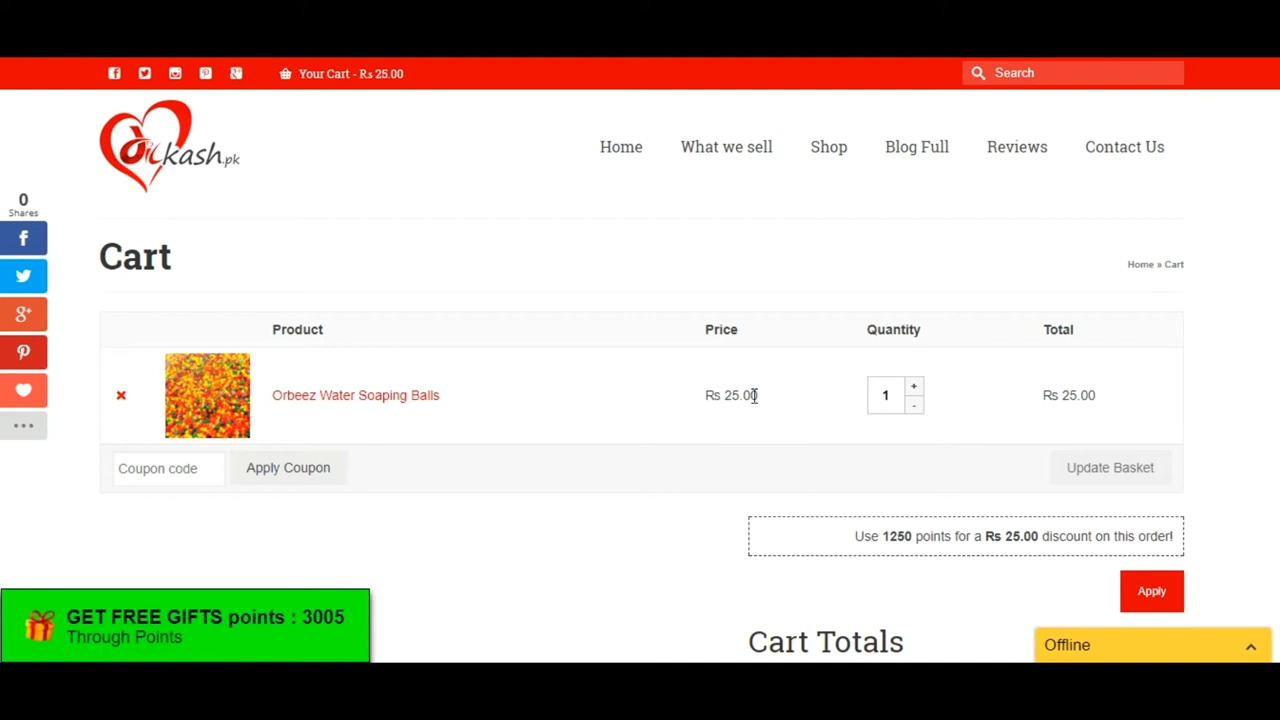 Your Cart - Rs 25.00
Search
dilkash.pk
Home
What we sell
Shop
Blog Full
Reviews
Contact Us
0
Shares
Cart
Home » Cart
Product
Price
Quantity
Total
Orbeez Water Soaping Balls
Rs 25.00
1
+
-
Rs 25.00
Coupon code
Apply Coupon
Update Basket
Use 1250 points for a Rs 25.00 discount on this order!
Apply
GET FREE GIFTS points : 3005
Through Points
Cart Totals
Offline